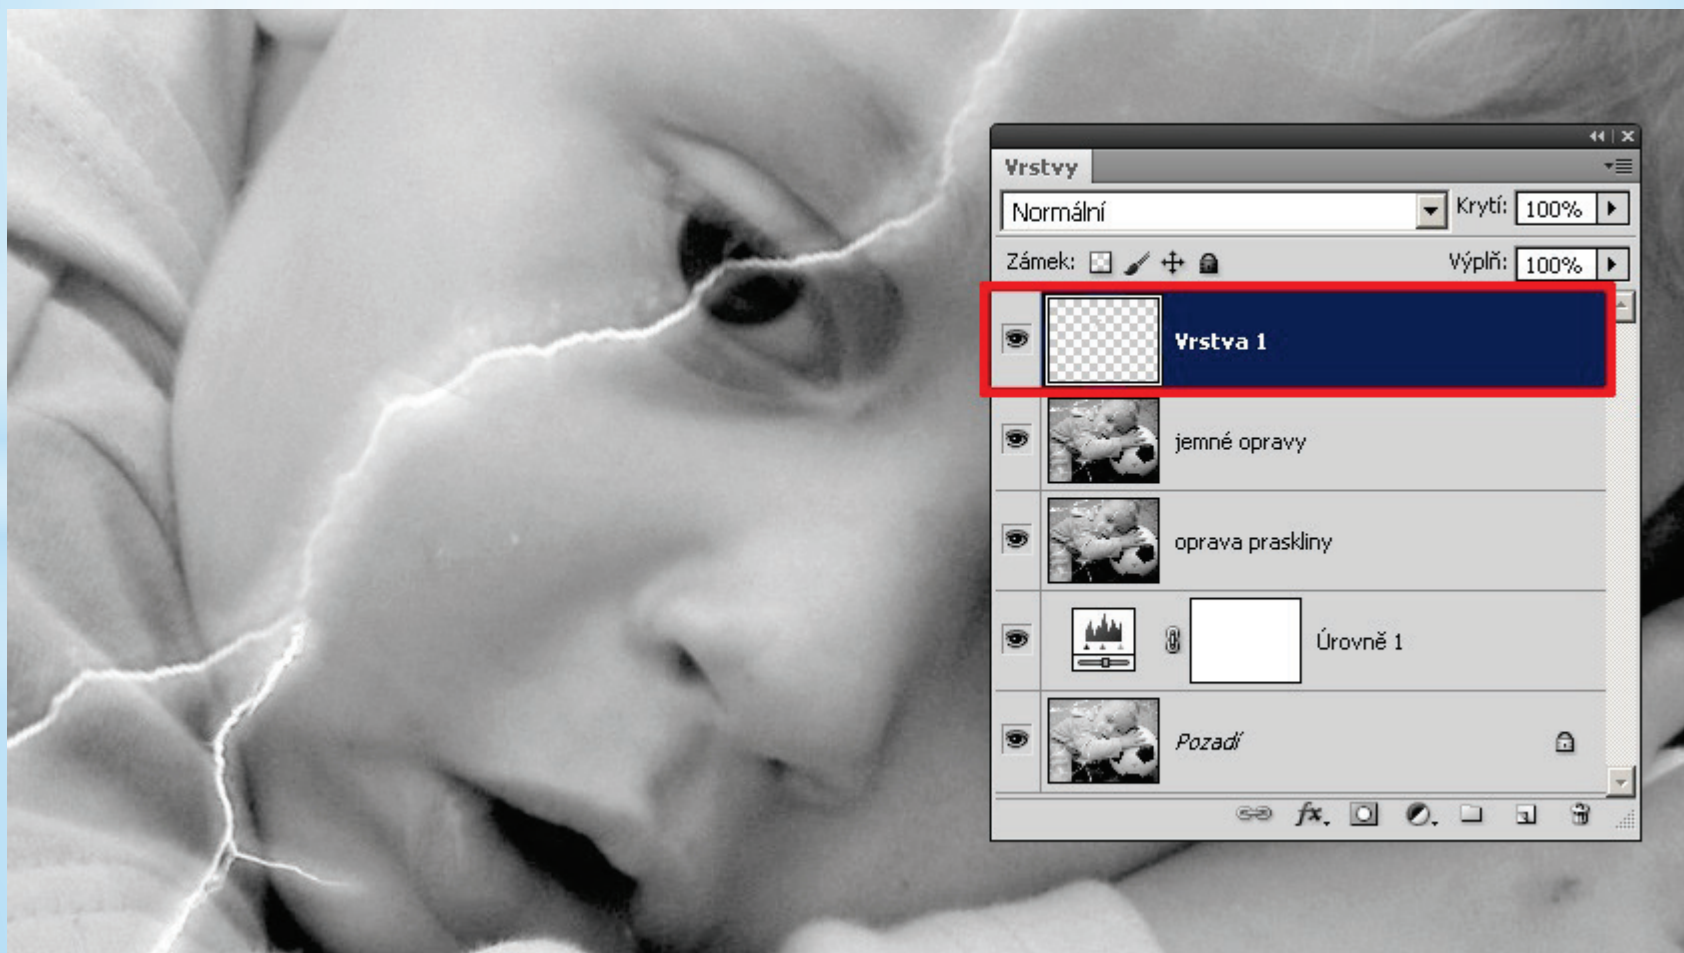 Vrstvy
Normální
Krytí: 100%
Zámek:
Výplň: 100%
Vrstva 1
jemné opravy
oprava praskliny
Úrovně 1
Pozadí
fx.